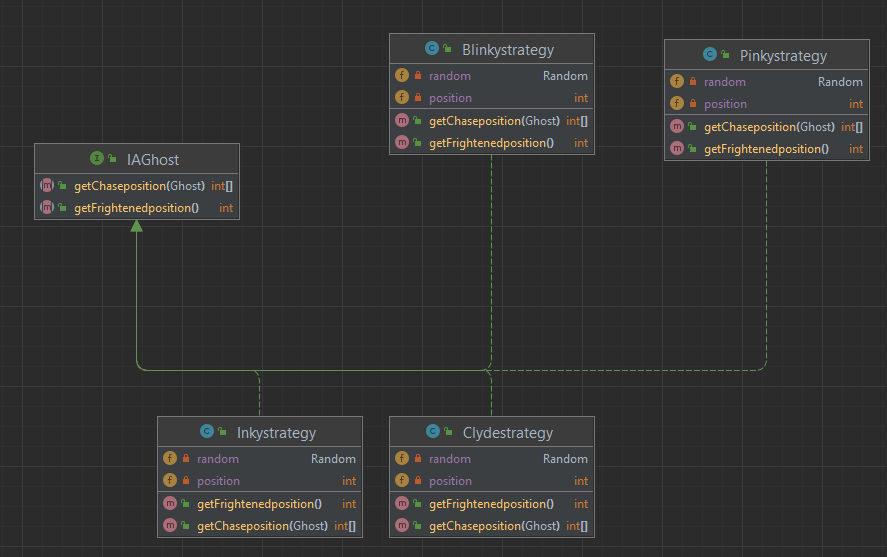 Blinkystrategy
random Random
position int
getChaseposition(Ghost) int[]
getFrightenedposition() int
Pinkystrategy
random Random
position int
getChaseposition(Ghost) int[]
getFrightenedposition() int
IAGhost
getChaseposition(Ghost) int[]
getFrightenedposition() int
Inkystrategy
random Random
position int
getFrightenedposition() int
getChaseposition(Ghost) int[]
Clydestrategy
random Random
position int
getFrightenedposition() int
getChaseposition(Ghost) int[]